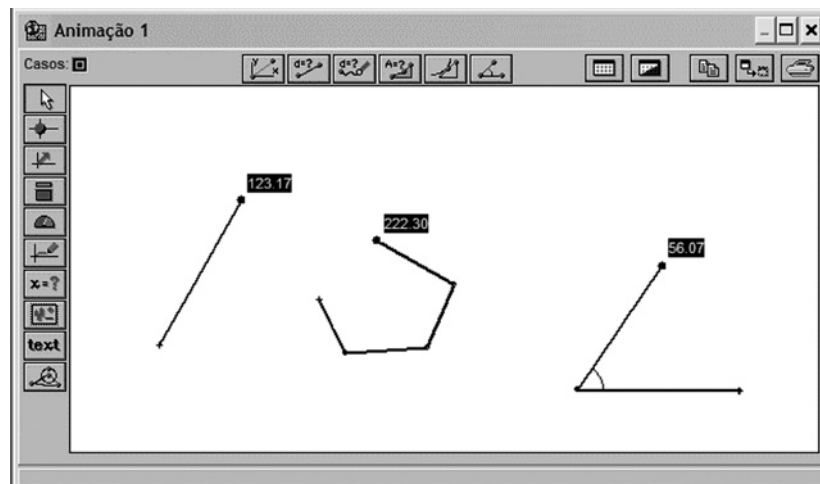 Animação 1
Casos:
y x d=? d=? A=?
123.17
222.30
56.07
x=?
text